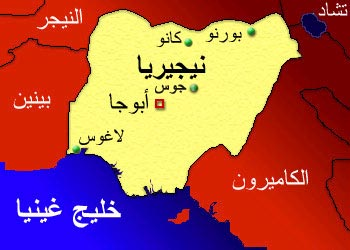 النيجر
تشاد
بورنو
كانو
نيجيريا
جوس
أبوجا
بينين
لاغوس
الكاميرون
خليج غينيا